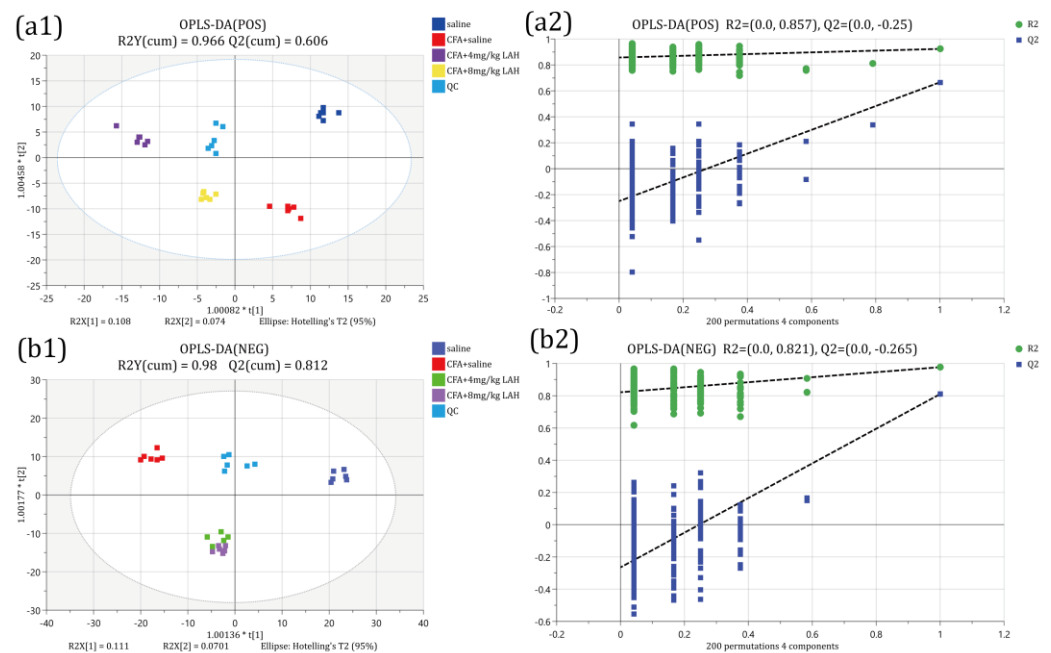 (a1)
OPLS-DA(POS)
R2Y(cum) = 0.966 Q2(cum) = 0.606
saline
CFA+saline
CFA+4mg/kg LAH
CFA+8mg/kg LAH
QC
20
15
10
5
0
-5
-10
-15
-20
1.00458 * t[2]
-25 -20 -15 -10 -5 0 5 10 15 20 25
1.00082 * t[1]
R2X[1] = 0.108 R2X[2] = 0.074 Ellipse: Hotelling's T2 (95%)
(a2)
OPLS-DA(POS) R2=(0.0, 0.857), Q2=(0.0, -0.25)
R2
Q2
1
0.8
0.6
0.4
0.2
0
-0.2
-0.4
-0.6
-0.8
-1
0 0.2 0.4 0.6 0.8 1 1.2
200 permutations 4 components
(b1)
OPLS-DA(NEG)
R2Y(cum) = 0.98 Q2(cum) = 0.812
saline
CFA+saline
CFA+4mg/kg LAH
CFA+8mg/kg LAH
QC
30
20
10
0
-10
-20
-30
1.00177 * t[2]
-40 -30 -20 -10 0 10 20 30 40
1.00136 * t[1]
R2X[1] = 0.111 R2X[2] = 0.0701 Ellipse: Hotelling's T2 (95%)
(b2)
OPLS-DA(NEG) R2=(0.0, 0.821), Q2=(0.0, -0.265)
R2
Q2
1
0.8
0.6
0.4
0.2
0
-0.2
-0.4
-0.6
0 0.2 0.4 0.6 0.8 1 1.2
200 permutations 4 components